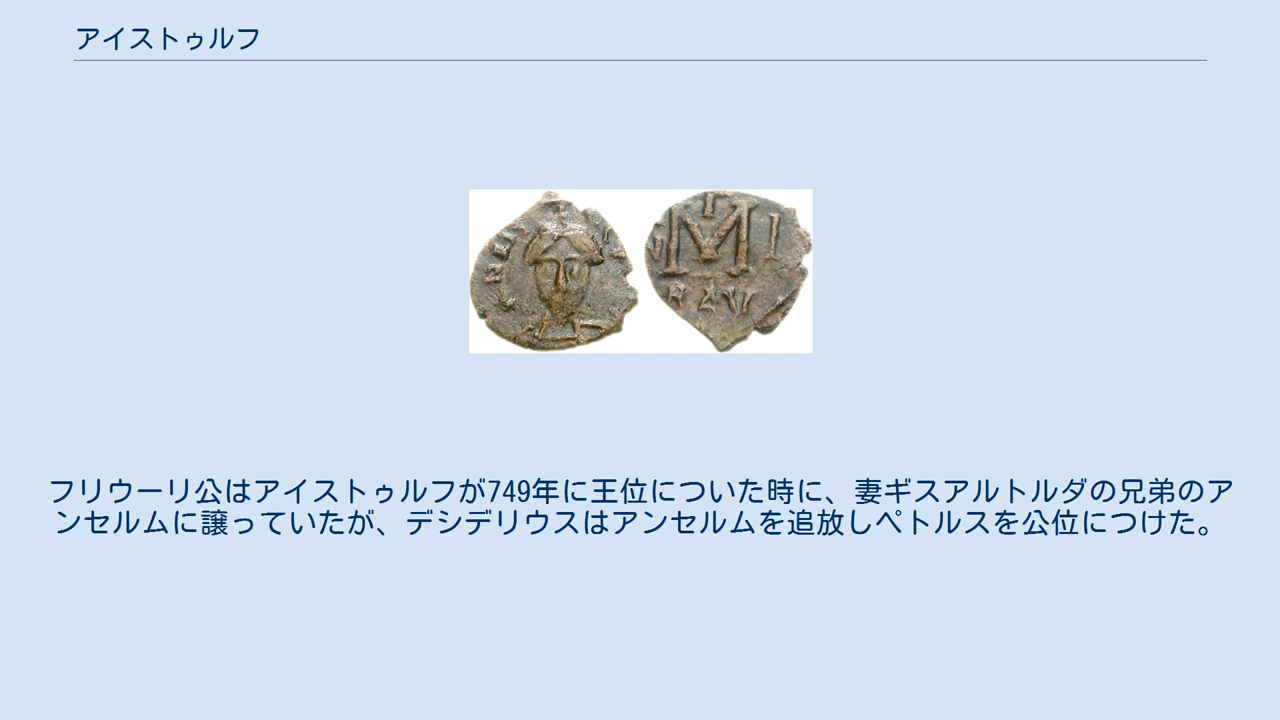 アイストゥルフ
M I
RAV
フリウーリ公はアイストゥルフが749年に王位についた時に、妻ギスアルトルダの兄弟のア
ンセルムに譲っていたが、デシデリウスはアンセルムを追放しペトルスを公位につけた。